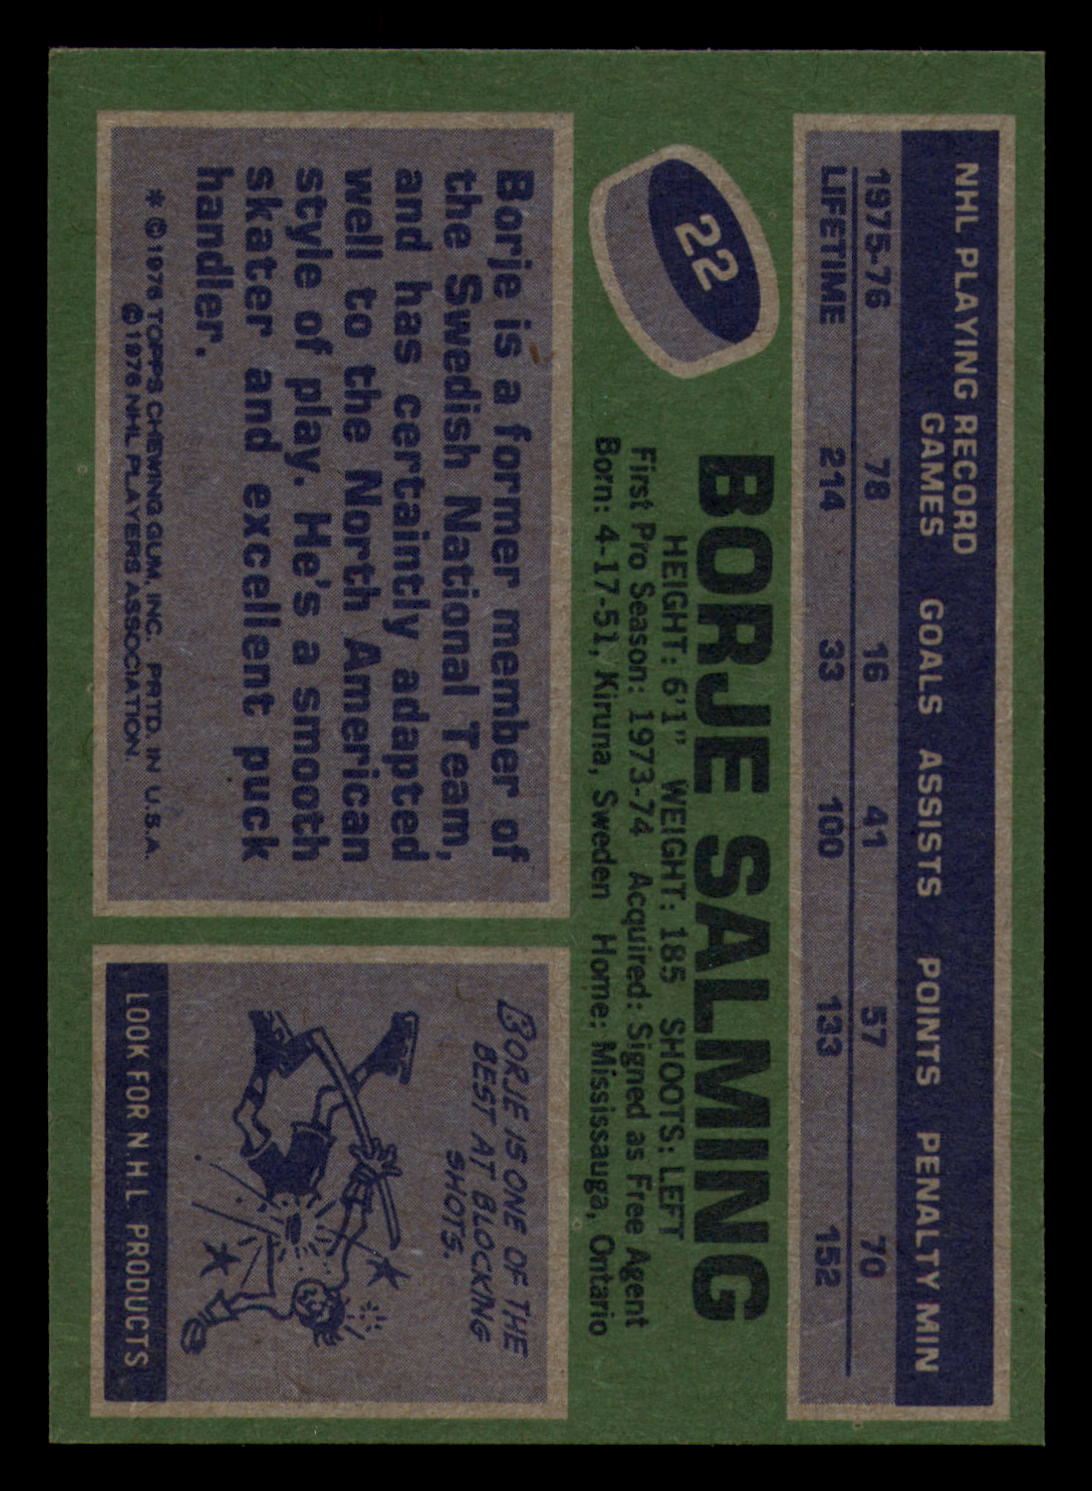 NHL PLAYING RECORD
GAMES GOALS ASSISTS POINTS PENALTY MIN
1975-76 78 16 41 57 70
LIFETIME 214 33 100 133 152
22
BORJE SALMING
HEIGHT: 6'1" WEIGHT: 185 SHOOTS: LEFT
First Pro Season: 1973-74 Acquired: Signed as Free Agent
Born: 4-17-51, Kiruna, Sweden Home: Mississauga, Ontario
Borje is a former member of
the Swedish National Team,
and has certaintly adapted
well to the North American
style of play. He's a smooth
skater and excellent puck
handler.
* © 1976 TOPPS CHEWING GUM, INC. PRTD. IN U.S.A.
© 1976 NHL PLAYERS ASSOCIATION.
BORJE IS ONE OF THE
BEST AT BLOCKING
SHOTS.
LOOK FOR N.H.L PRODUCTS